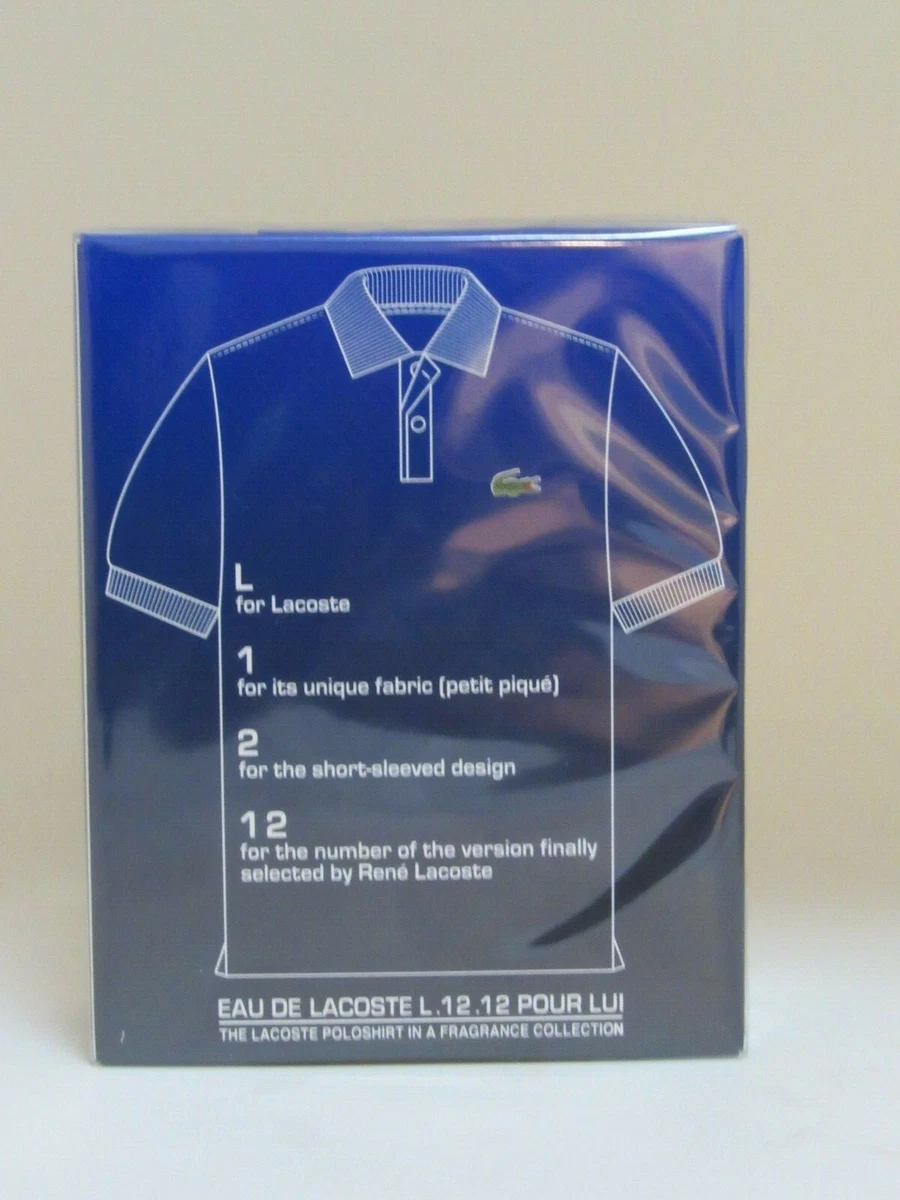 L
for Lacoste
1
for its unique fabric (petit piqué)
2
for the short-sleeved design
12
for the number of the version finally
selected by René Lacoste
EAU DE LACOSTE L.12.12 POUR LUI
THE LACOSTE POLOSHIRT IN A FRAGRANCE COLLECTION